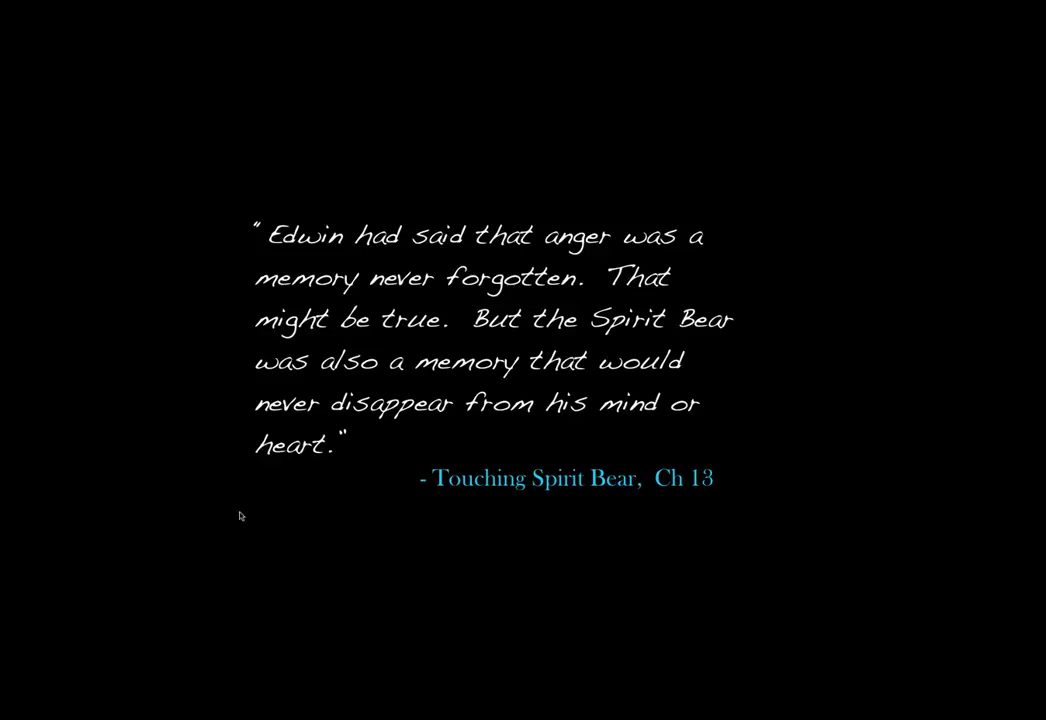 “Edwin had said that anger was a
memory never forgotten. That
might be true. But the Spirit Bear
was also a memory that would
never disappear from his mind or
heart.”
- Touching Spirit Bear, Ch 13